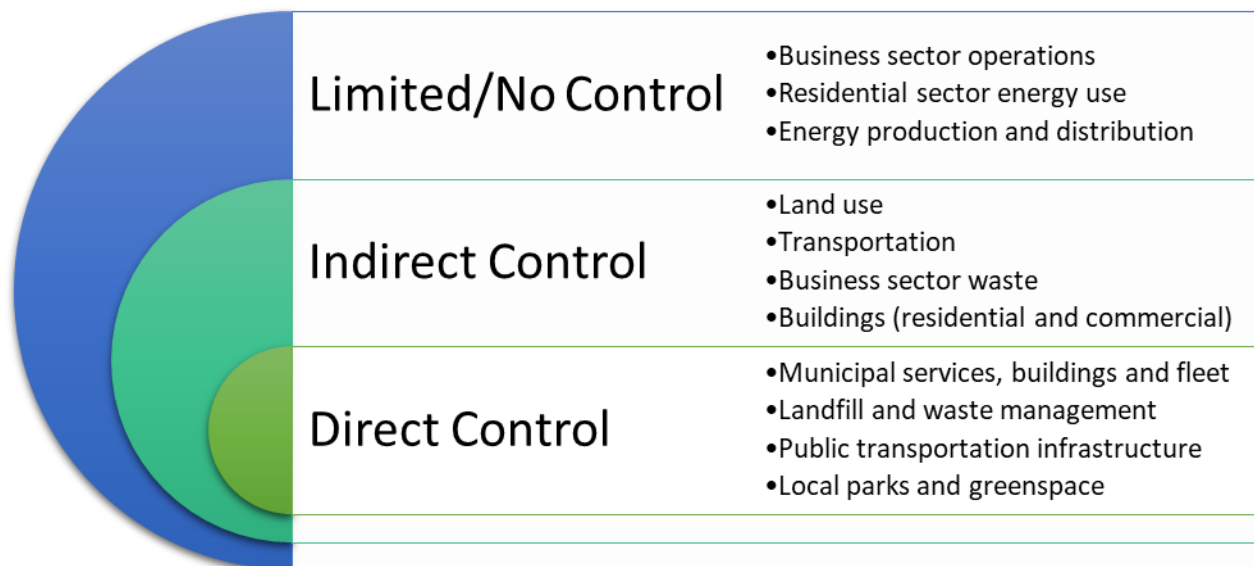 Limited/No Control
•Business sector operations
•Residential sector energy use
•Energy production and distribution
Indirect Control
•Land use
•Transportation
•Business sector waste
•Buildings (residential and commercial)
Direct Control
•Municipal services, buildings and fleet
•Landfill and waste management
•Public transportation infrastructure
•Local parks and greenspace